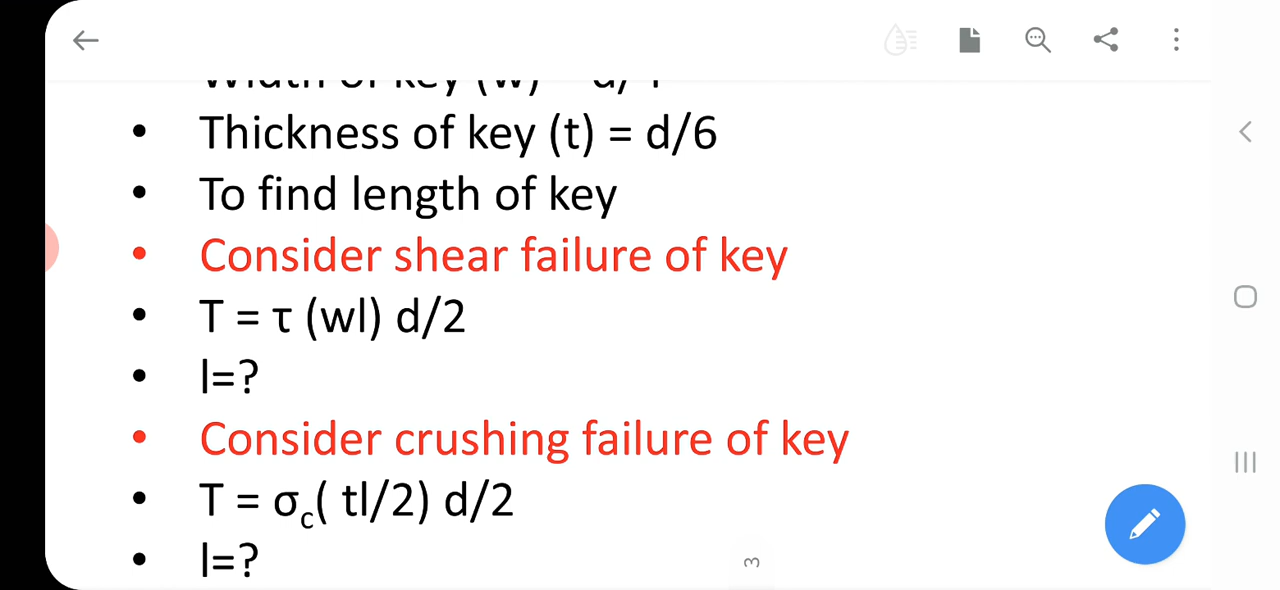 • Thickness of key (t) = d/6
• To find length of key
• Consider shear failure of key
• T = τ (wl) d/2
• l=?
• Consider crushing failure of key
• T = σc( tl/2) d/2
• l=?
3